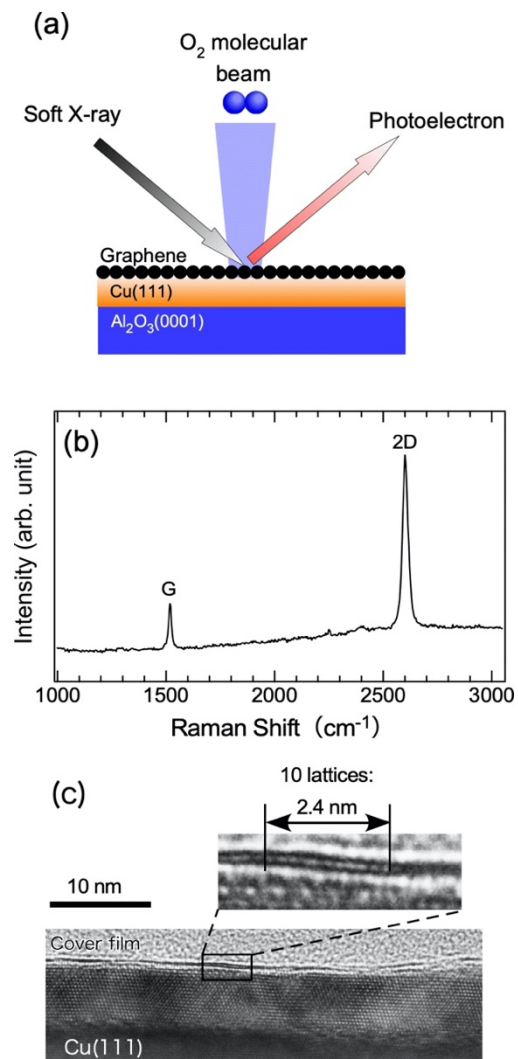 (a)
O₂ molecular
beam
Soft X-ray
Photoelectron
Graphene
Cu(111)
Al₂O₃(0001)
(b)
2D
G
Intensity (arb. unit)
1000 1500 2000 2500 3000
Raman Shift (cm⁻¹)
(c)
10 lattices:
2.4 nm
10 nm
Cover film
Cu(111)